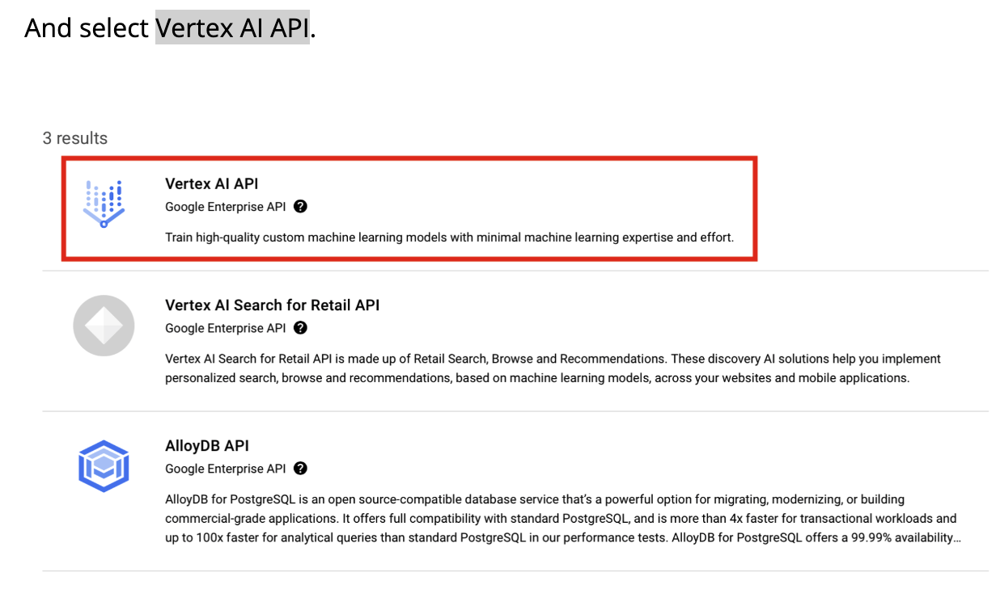 And select Vertex AI API.
3 results
Vertex AI API
Google Enterprise API ?
Train high-quality custom machine learning models with minimal machine learning expertise and effort.
Vertex AI Search for Retail API
Google Enterprise API ?
Vertex AI Search for Retail API is made up of Retail Search, Browse and Recommendations. These discovery AI solutions help you implement
personalized search, browse and recommendations, based on machine learning models, across your websites and mobile applications.
AlloyDB API
Google Enterprise API ?
AlloyDB for PostgreSQL is an open source-compatible database service that’s a powerful option for migrating, modernizing, or building
commercial-grade applications. It offers full compatibility with standard PostgreSQL, and is more than 4x faster for transactional workloads and
up to 100x faster for analytical queries than standard PostgreSQL in our performance tests. AlloyDB for PostgreSQL offers a 99.99% availability…